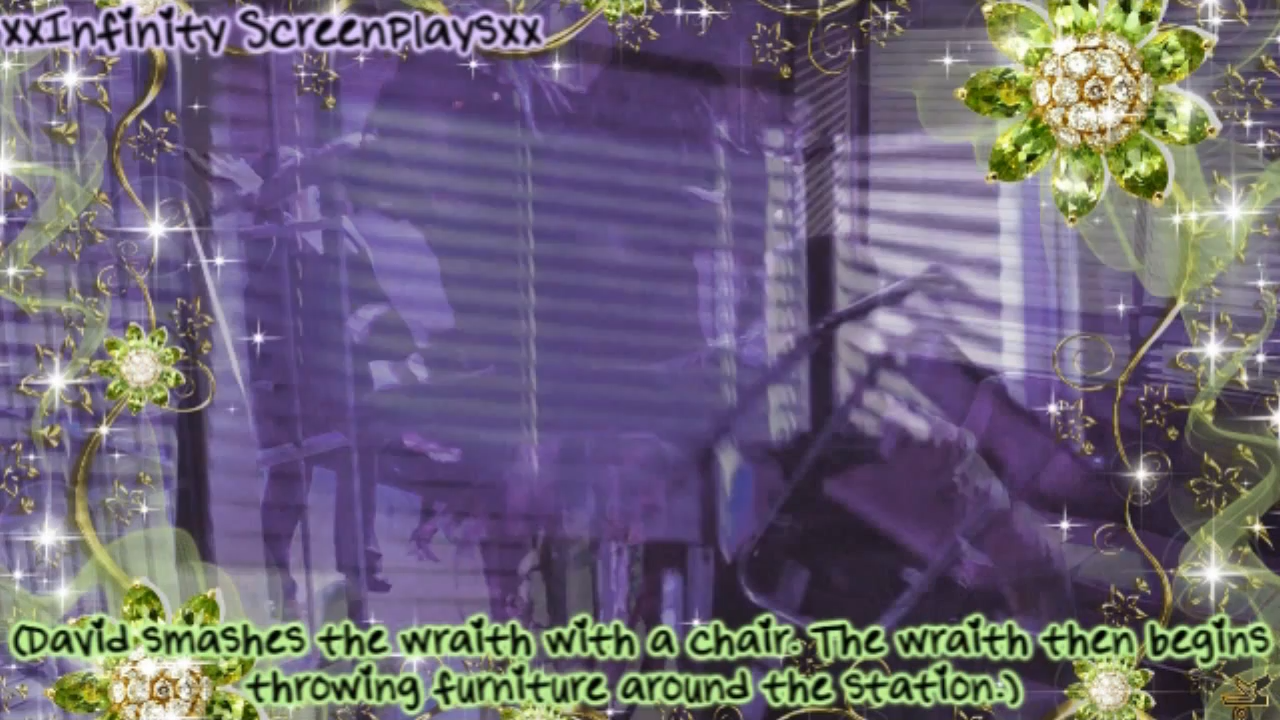 xxInfinity Screenplaysxx
(David smashes the wraith with a chair. The wraith then begins
throwing furniture around the station.)